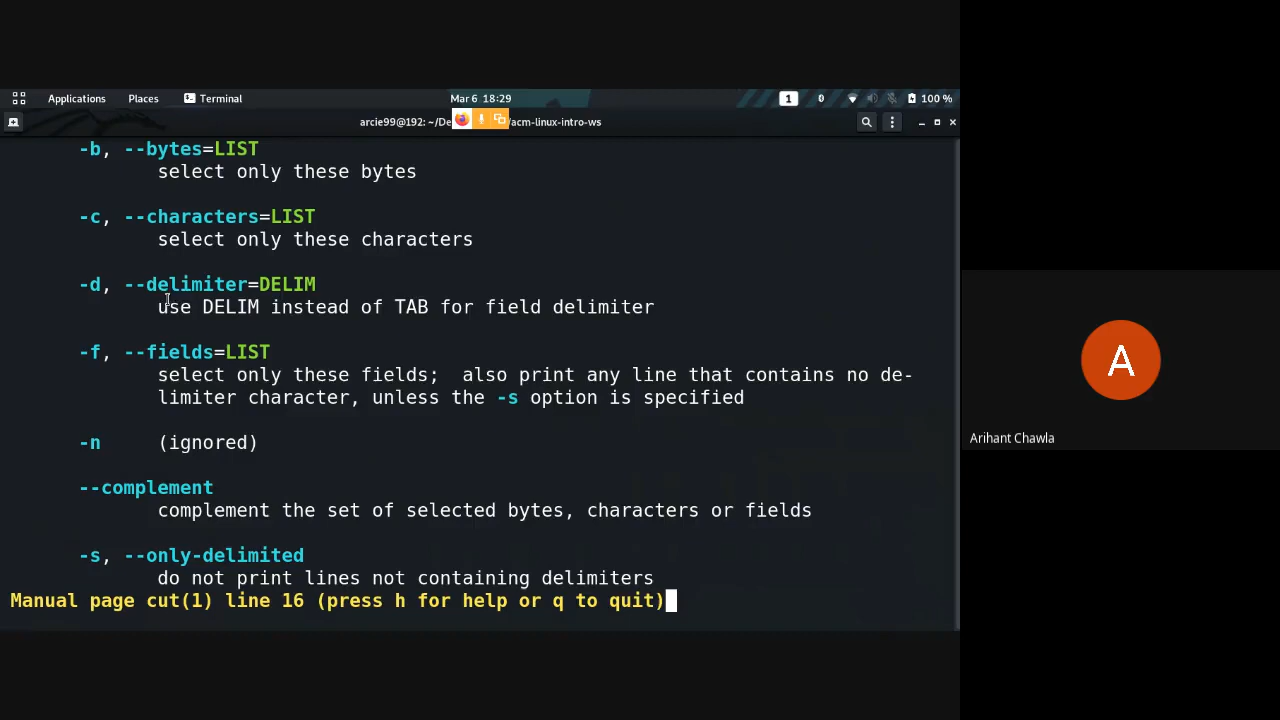 Applications Places Terminal Mar 6 18:29 1 100 %
arcie99@192: ~/De /acm-linux-intro-ws
-b, --bytes=LIST
select only these bytes
-c, --characters=LIST
select only these characters
-d, --delimiter=DELIM
use DELIM instead of TAB for field delimiter
-f, --fields=LIST
select only these fields;  also print any line that contains no de-
limiter character, unless the -s option is specified
-n (ignored)
--complement
complement the set of selected bytes, characters or fields
-s, --only-delimited
do not print lines not containing delimiters
Manual page cut(1) line 16 (press h for help or q to quit)
A
Arihant Chawla